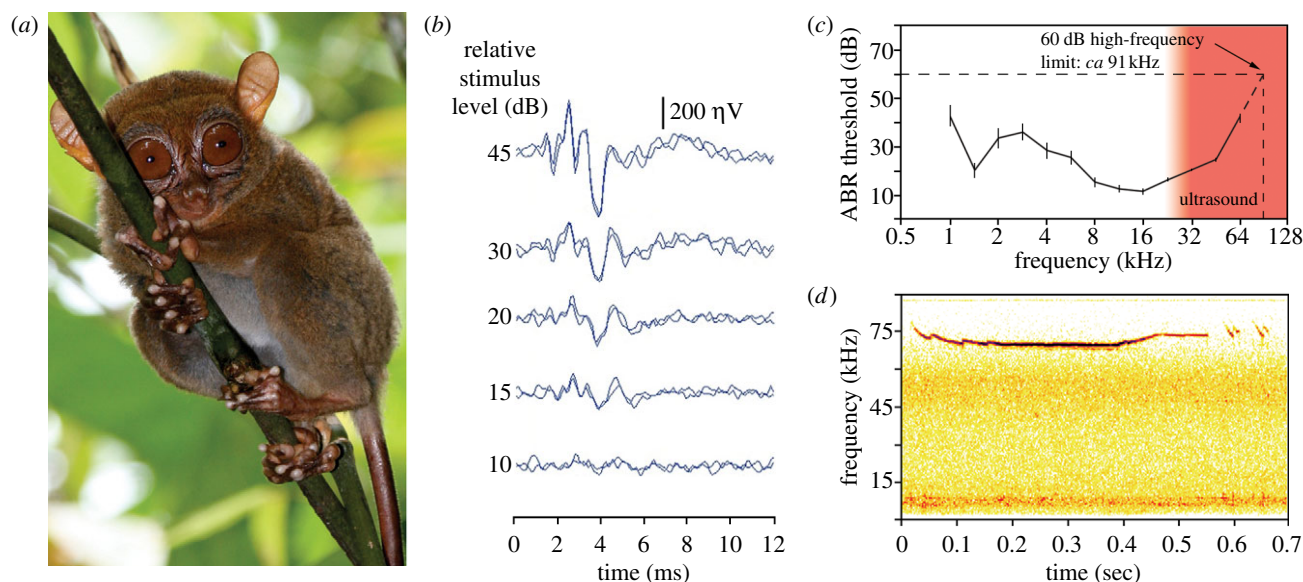 (a)
(b)
relative
stimulus
level (dB)
200 ηV
45
30
20
15
10
0 2 4 6 8 10 12
time (ms)
(c)
ABR threshold (dB)
70
50
30
10
60 dB high-frequency
limit: ca 91 kHz
ultrasound
0.5 1 2 4 8 16 32 64 128
frequency (kHz)
(d)
frequency (kHz)
75
45
15
0 0.1 0.2 0.3 0.4 0.5 0.6 0.7
time (sec)